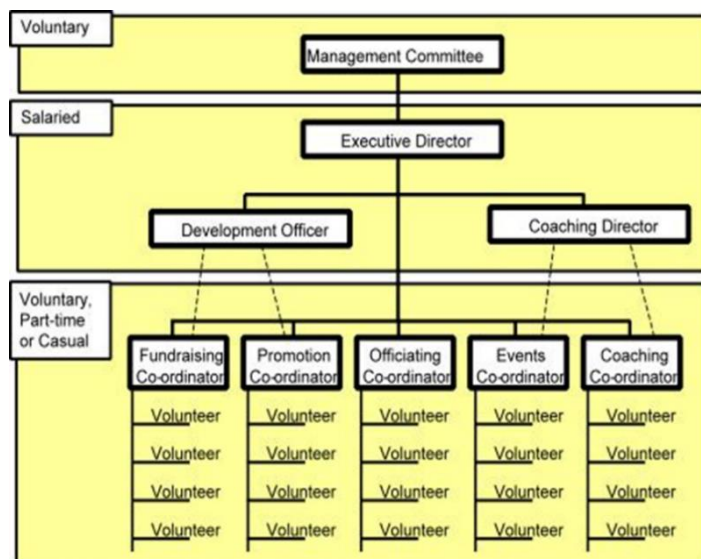 Voluntary
Management Committee
Salaried
Executive Director
Development Officer
Coaching Director
Voluntary,
Part-time
or Casual
Fundraising
Co-ordinator
Promotion
Co-ordinator
Officiating
Co-ordinator
Events
Co-ordinator
Coaching
Co-ordinator
Volunteer Volunteer Volunteer Volunteer Volunteer
Volunteer Volunteer Volunteer Volunteer Volunteer
Volunteer Volunteer Volunteer Volunteer Volunteer
Volunteer Volunteer Volunteer Volunteer Volunteer